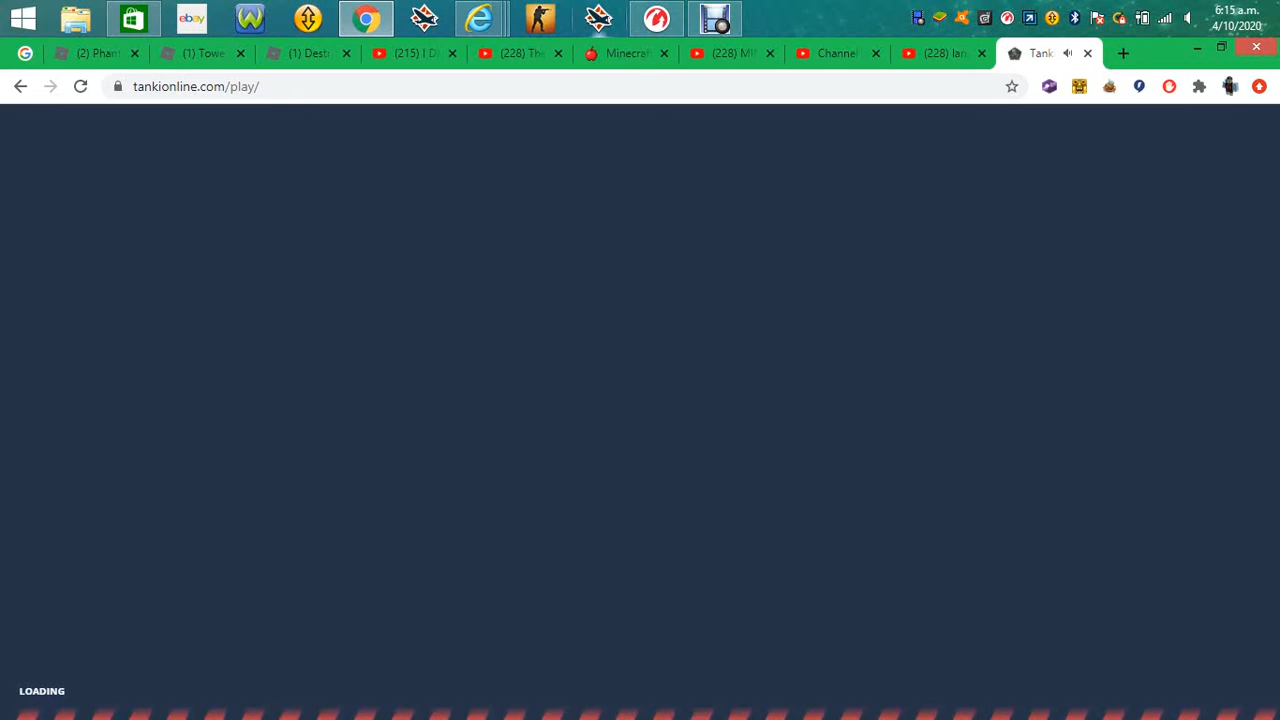 ebay
6:15 a.m.
4/10/2020
(2) Phant
(1) Towe
(1) Destr
(215) I D
(228) The
Minecraf
(228) MI
Channel
(228) Ian
Tank
tankionline.com/play/
LOADING